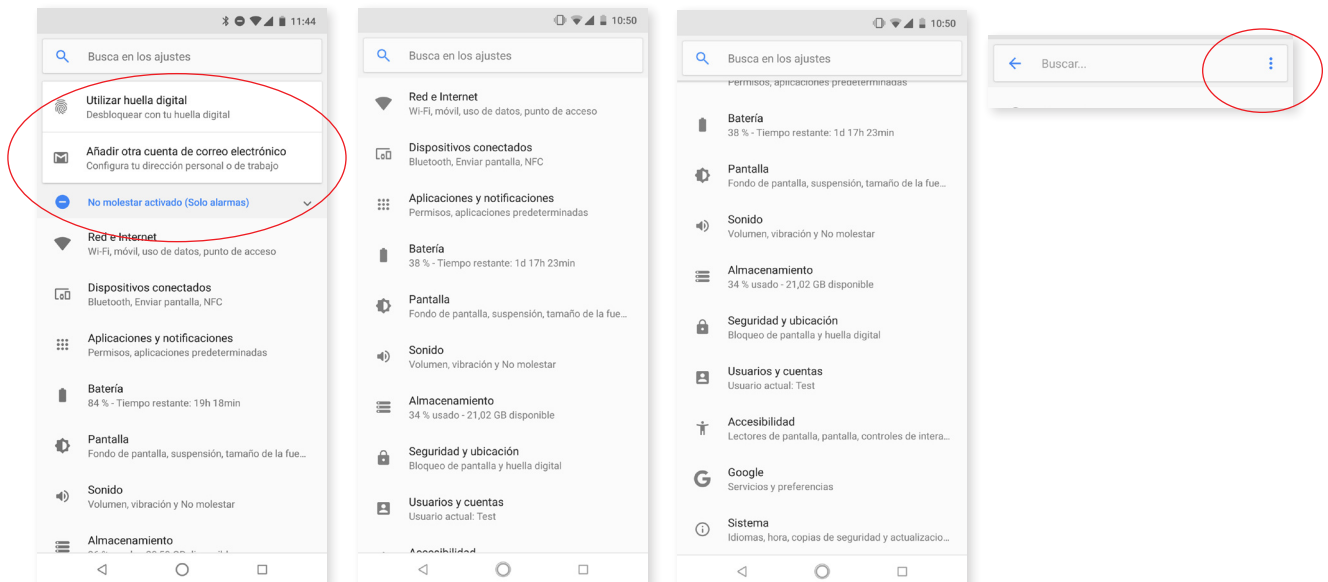 11:44
Busca en los ajustes
Utilizar huella digital
Desbloquear con tu huella digital
Añadir otra cuenta de correo electrónico
Configura tu dirección personal o de trabajo
No molestar activado (Solo alarmas)
Red e Internet
Wi-Fi, móvil, uso de datos, punto de acceso
Dispositivos conectados
Bluetooth, Enviar pantalla, NFC
Aplicaciones y notificaciones
Permisos, aplicaciones predeterminadas
Batería
84 % - Tiempo restante: 19h 18min
Pantalla
Fondo de pantalla, suspensión, tamaño de la fue...
Sonido
Volumen, vibración y No molestar
Almacenamiento
10:50
Busca en los ajustes
Red e Internet
Wi-Fi, móvil, uso de datos, punto de acceso
Dispositivos conectados
Bluetooth, Enviar pantalla, NFC
Aplicaciones y notificaciones
Permisos, aplicaciones predeterminadas
Batería
38 % - Tiempo restante: 1d 17h 23min
Pantalla
Fondo de pantalla, suspensión, tamaño de la fue...
Sonido
Volumen, vibración y No molestar
Almacenamiento
34 % usado - 21,02 GB disponible
Seguridad y ubicación
Bloqueo de pantalla y huella digital
Usuarios y cuentas
Usuario actual: Test
Accesibilidad
10:50
Busca en los ajustes
Permisos, aplicaciones predeterminadas
Batería
38 % - Tiempo restante: 1d 17h 23min
Pantalla
Fondo de pantalla, suspensión, tamaño de la fue...
Sonido
Volumen, vibración y No molestar
Almacenamiento
34 % usado - 21,02 GB disponible
Seguridad y ubicación
Bloqueo de pantalla y huella digital
Usuarios y cuentas
Usuario actual: Test
Accesibilidad
Lectores de pantalla, pantalla, controles de intera...
Google
Servicios y preferencias
Sistema
Idiomas, hora, copias de seguridad y actualizacio...
Buscar...